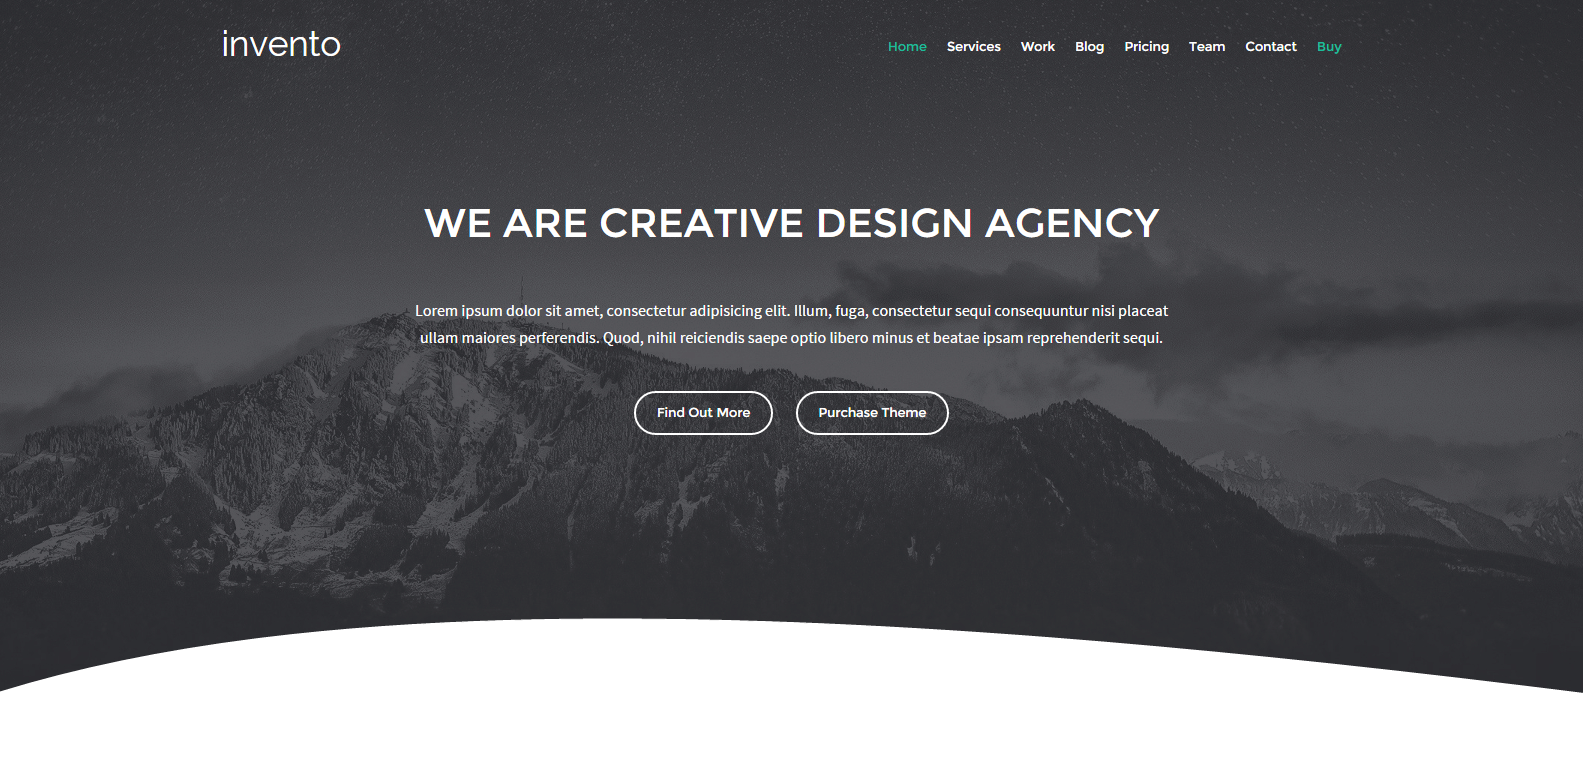 invento
Home Services Work Blog Pricing Team Contact Buy
WE ARE CREATIVE DESIGN AGENCY
Lorem ipsum dolor sit amet, consectetur adipisicing elit. Illum, fuga, consectetur sequi consequuntur nisi placeat
ullam maiores perferendis. Quod, nihil reiciendis saepe optio libero minus et beatae ipsam reprehenderit sequi.
Find Out More
Purchase Theme